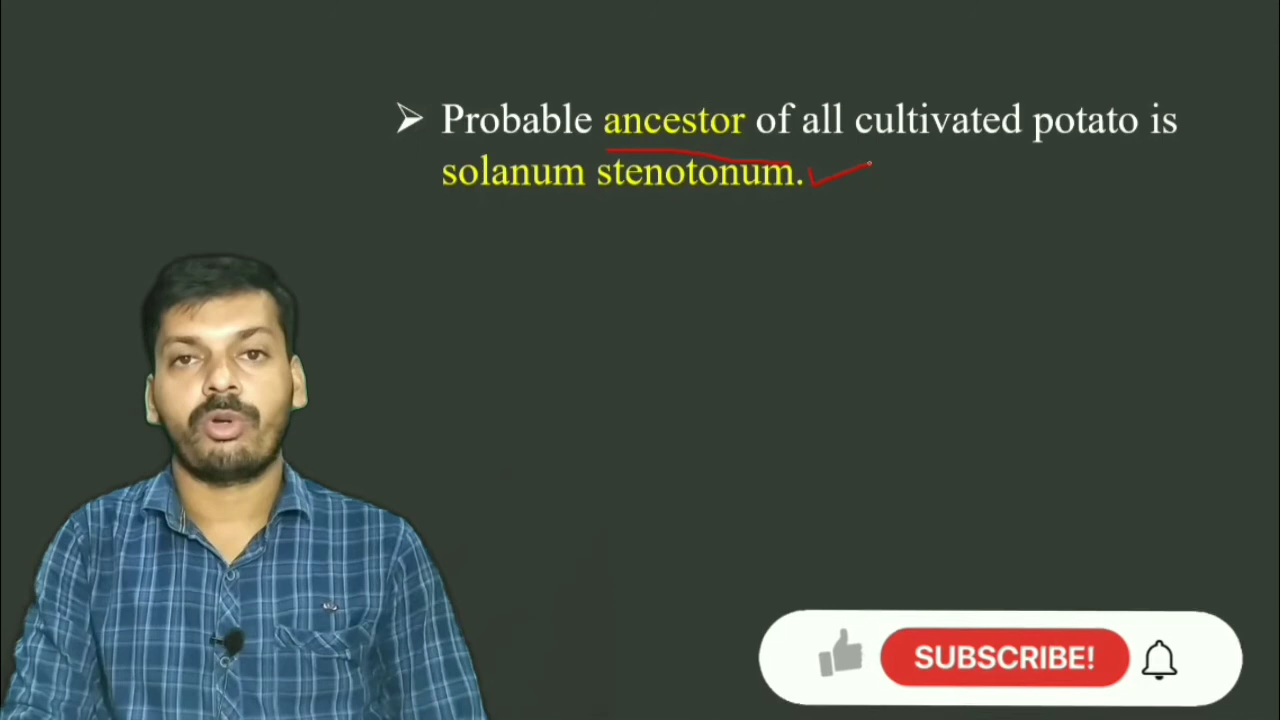 ➤ Probable ancestor of all cultivated potato is
solanum stenotonum.
SUBSCRIBE!